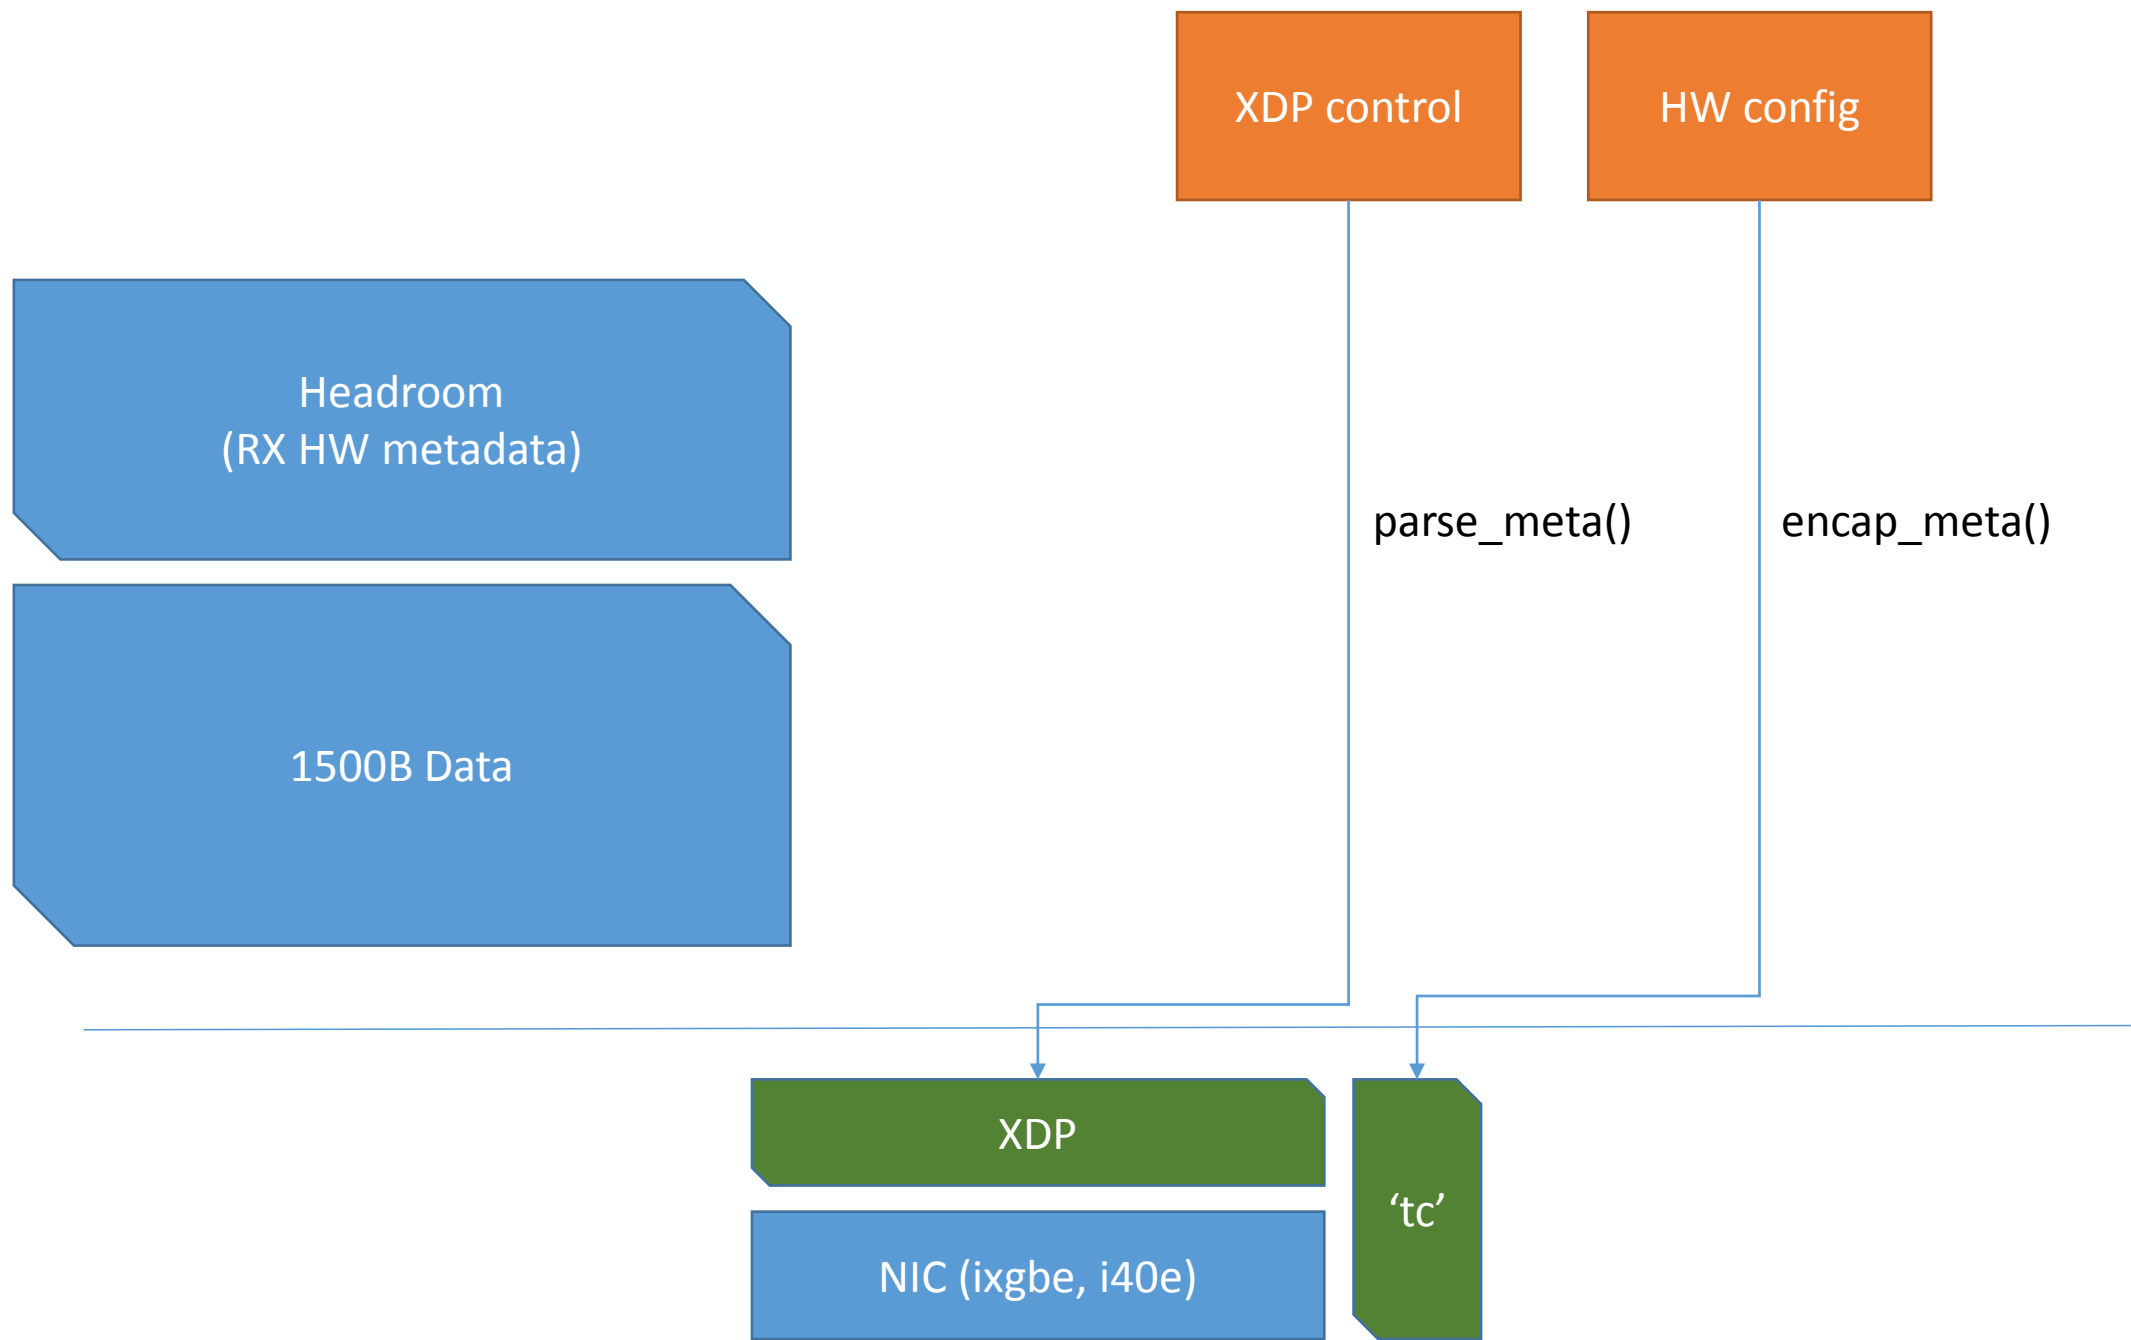 XDP control
HW config
Headroom
(RX HW metadata)
parse_meta()
encap_meta()
1500B Data
XDP
‘tc’
NIC (ixgbe, i40e)